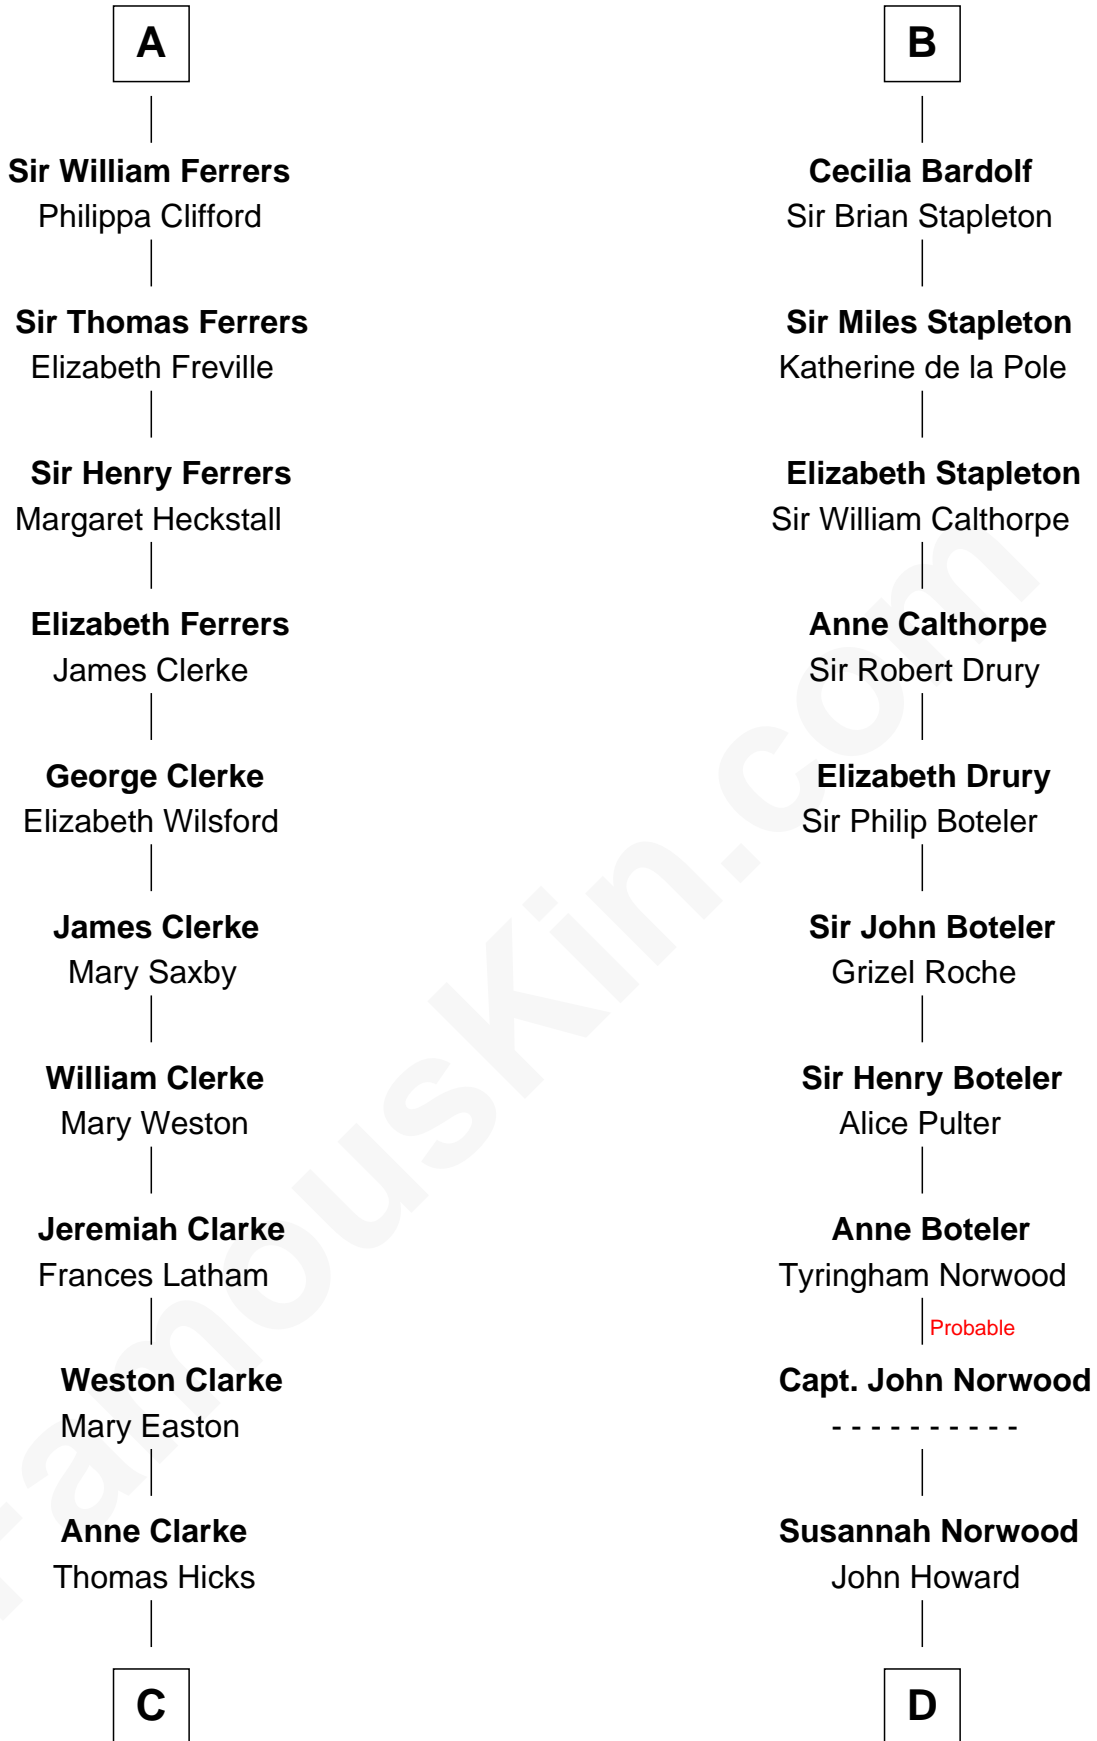 A
Sir William Ferrers
Philippa Clifford
Sir Thomas Ferrers
Elizabeth Freville
Sir Henry Ferrers
Margaret Heckstall
Elizabeth Ferrers
James Clerke
George Clerke
Elizabeth Wilsford
James Clerke
Mary Saxby
William Clerke
Mary Weston
Jeremiah Clarke
Frances Latham
Weston Clarke
Mary Easton
Anne Clarke
Thomas Hicks
C
B
Cecilia Bardolf
Sir Brian Stapleton
Sir Miles Stapleton
Katherine de la Pole
Elizabeth Stapleton
Sir William Calthorpe
Anne Calthorpe
Sir Robert Drury
Elizabeth Drury
Sir Philip Boteler
Sir John Boteler
Grizel Roche
Sir Henry Boteler
Alice Pulter
Anne Boteler
Tyringham Norwood
Probable
Capt. John Norwood
- - - - - - - - - -
Susannah Norwood
John Howard
D
FamousKin.com